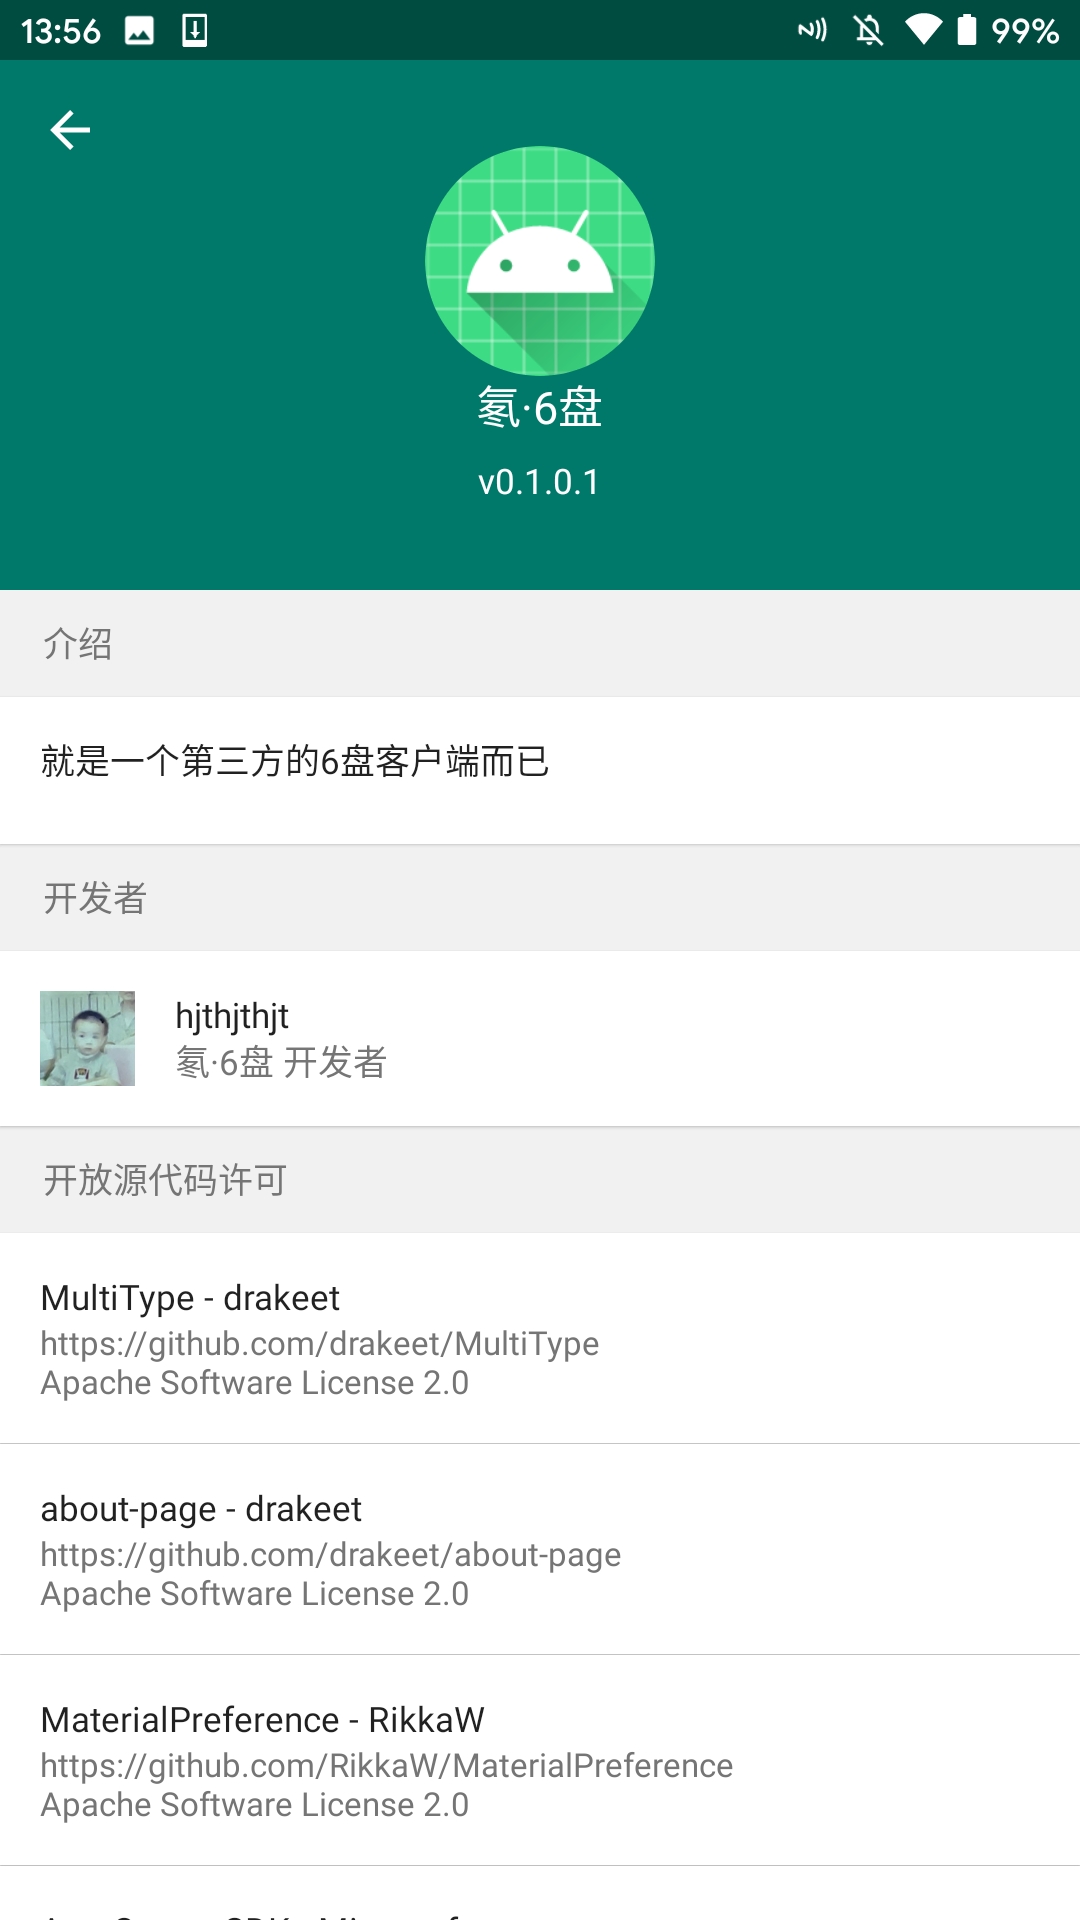 13:56
99%
氡·6盘
v0.1.0.1
介绍
就是一个第三方的6盘客户端而已
开发者
hjthjthjt
氡·6盘 开发者
开放源代码许可
MultiType - drakeet
https://github.com/drakeet/MultiType
Apache Software License 2.0
about-page - drakeet
https://github.com/drakeet/about-page
Apache Software License 2.0
MaterialPreference - RikkaW
https://github.com/RikkaW/MaterialPreference
Apache Software License 2.0